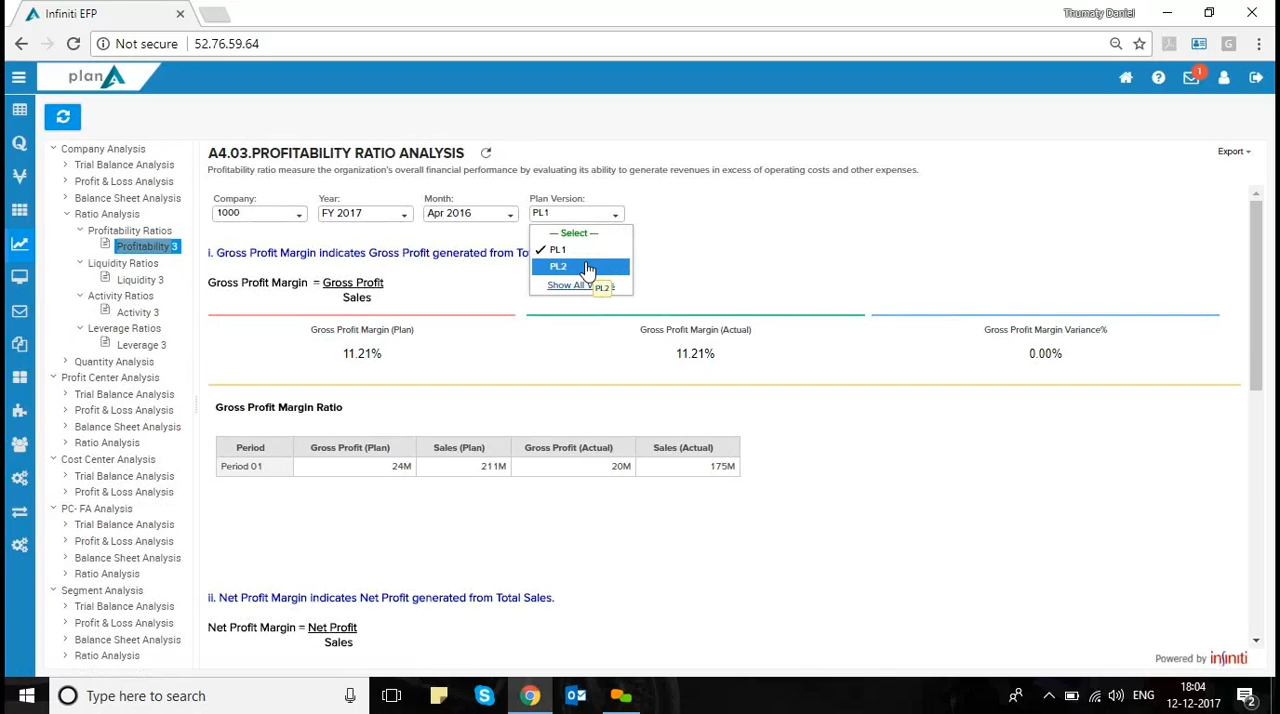 Infiniti EFP
Thumaty Daniel
Not secure
52.76.59.64
planA
1
A4.03.PROFITABILITY RATIO ANALYSIS
Export
Profitability ratio measure the organization's overall financial performance by evaluating its ability to generate revenues in excess of operating costs and other expenses.
Company: Year: Month: Plan Version:
1000 FY 2017 Apr 2016 PL1
— Select —
PL1
PL2
Show All
PL2
i. Gross Profit Margin indicates Gross Profit generated from
Gross Profit Margin = Gross Profit
Sales
Gross Profit Margin (Plan) Gross Profit Margin (Actual) Gross Profit Margin Variance%
11.21% 11.21% 0.00%
Gross Profit Margin Ratio
Period Gross Profit (Plan) Sales (Plan) Gross Profit (Actual) Sales (Actual)
Period 01 24M 211M 20M 175M
ii. Net Profit Margin indicates Net Profit generated from Total Sales.
Net Profit Margin = Net Profit
Sales
Company Analysis
Trial Balance Analysis
Profit & Loss Analysis
Balance Sheet Analysis
Ratio Analysis
Profitability Ratios
Profitability 3
Liquidity Ratios
Liquidity 3
Activity Ratios
Activity 3
Leverage Ratios
Leverage 3
Quantity Analysis
Profit Center Analysis
Trial Balance Analysis
Profit & Loss Analysis
Balance Sheet Analysis
Ratio Analysis
Cost Center Analysis
Trial Balance Analysis
Profit & Loss Analysis
PC- FA Analysis
Trial Balance Analysis
Profit & Loss Analysis
Balance Sheet Analysis
Ratio Analysis
Segment Analysis
Trial Balance Analysis
Profit & Loss Analysis
Balance Sheet Analysis
Ratio Analysis
Powered by infiniti
Type here to search
ENG
18:04
12-12-2017
2